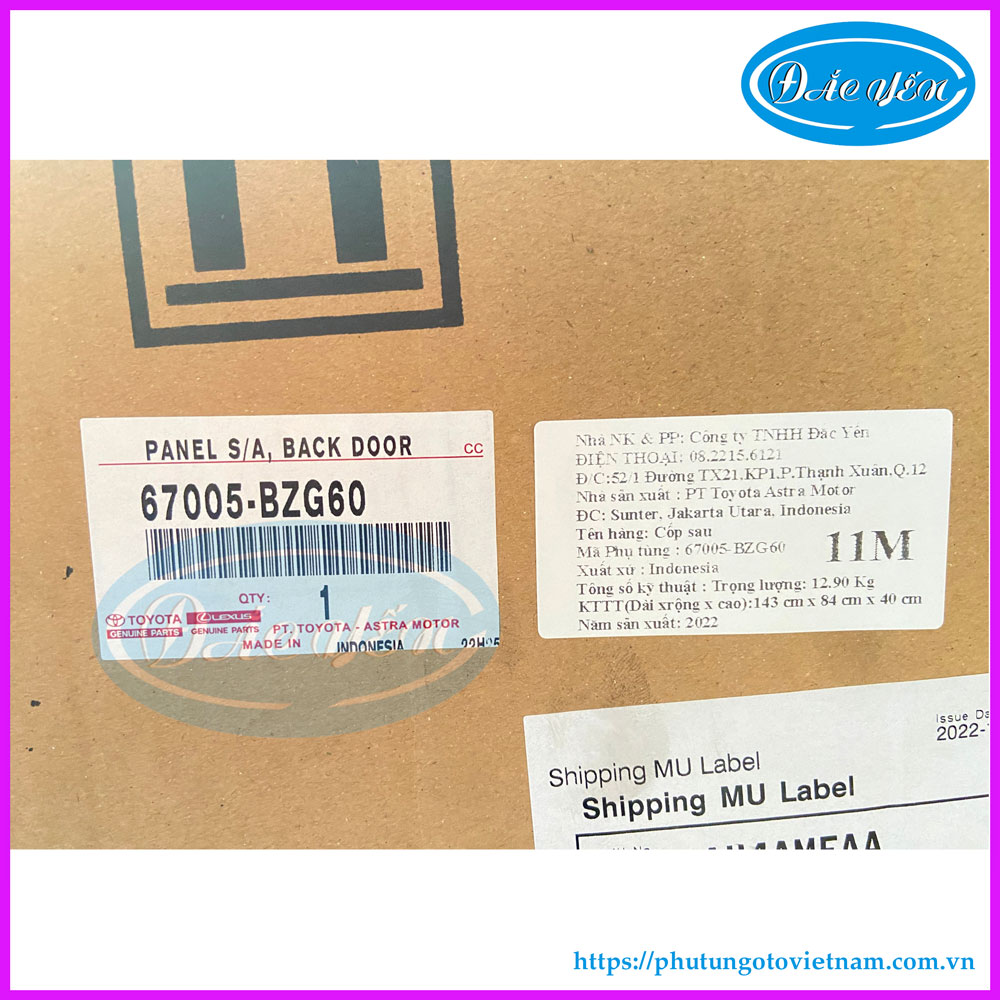 ĐẮC YẾN
PANEL S/A, BACK DOOR
CC
67005-BZG60
QTY: 1
TOYOTA
GENUINE PARTS
LEXUS
GENUINE PARTS
PT. TOYOTA - ASTRA MOTOR
MADE IN INDONESIA
ĐẮC YẾN
Nhà NK & PP: Công ty TNHH Đắc Yến
ĐIỆN THOẠI: 08.2215.6121
Đ/C:52/1 Đường TX21,KP1,P.Thạnh Xuân,Q.12
Nhà sản xuất : PT Toyota Astra Motor
ĐC: Sunter, Jakarta Utara, Indonesia
Tên hàng: Cốp sau
Mã Phụ tùng : 67005-BZG60
11M
Xuất xứ : Indonesia
Tổng số kỹ thuật : Trọng lượng: 12.90 Kg
KTTT(Dài xrộng x cao):143 cm x 84 cm x 40 cm
Năm sản xuất: 2022
Issue
2022-
Shipping MU Label
Shipping MU Label
https://phutungotovietnam.com.vn